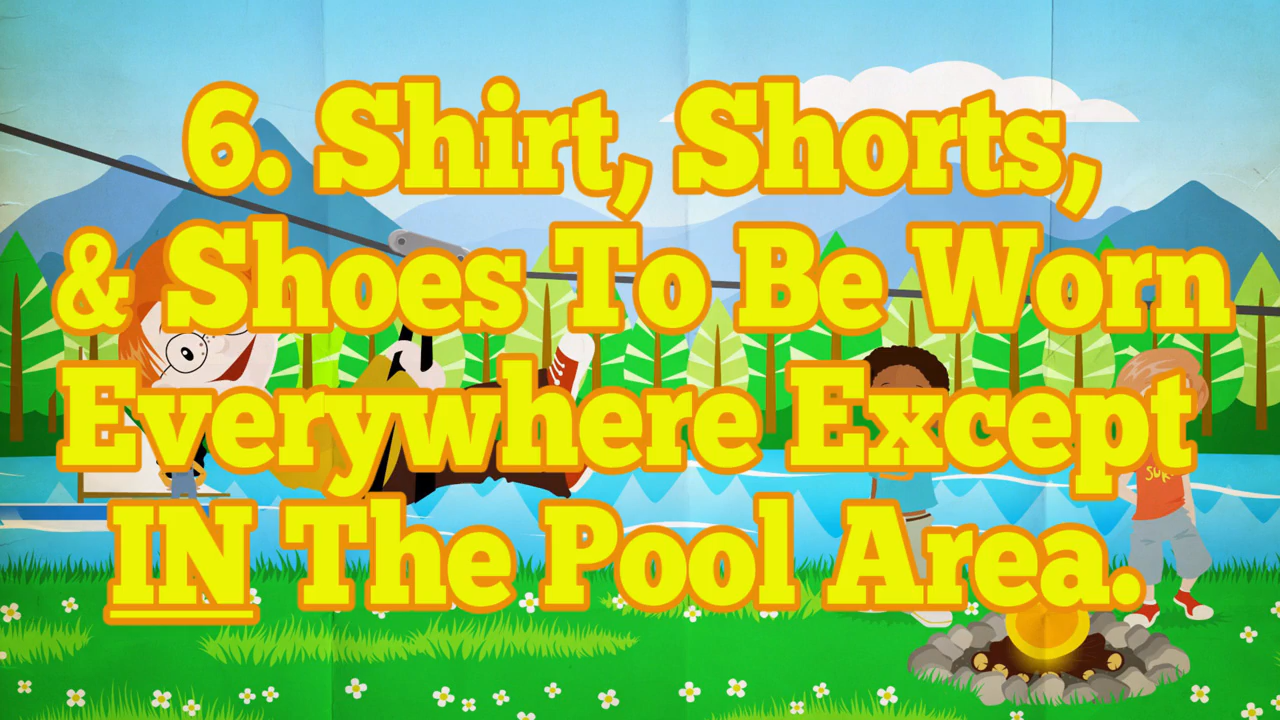 6. Shirt, Shorts,
& Shoes To Be Worn
Everywhere Except
IN The Pool Area.